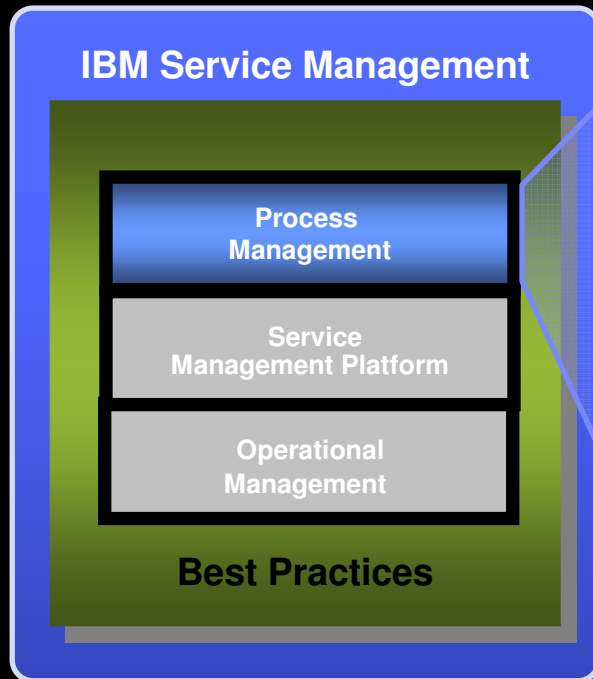 IBM Service Management
Process
Management
Service
Management Platform
Operational
Management
Best Practices